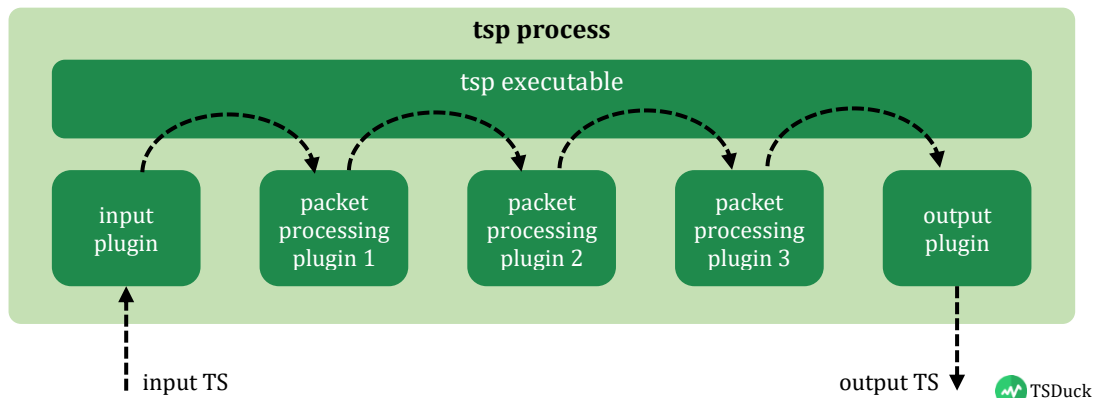 tsp process
tsp executable
input
plugin
packet
processing
plugin 1
packet
processing
plugin 2
packet
processing
plugin 3
output
plugin
input TS
output TS
TSDuck